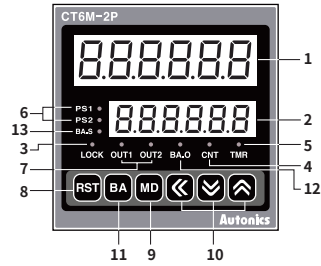 CT6M-2P
8.8.8.8.8.8.
1
8.8.8.8.8.8.
2
6
PS1
PS2
13
BA.S
3
5
LOCK OUT1 OUT2 BA.O CNT TMR
7
4
12
8
RST BA MD
Autonics
11
9
10